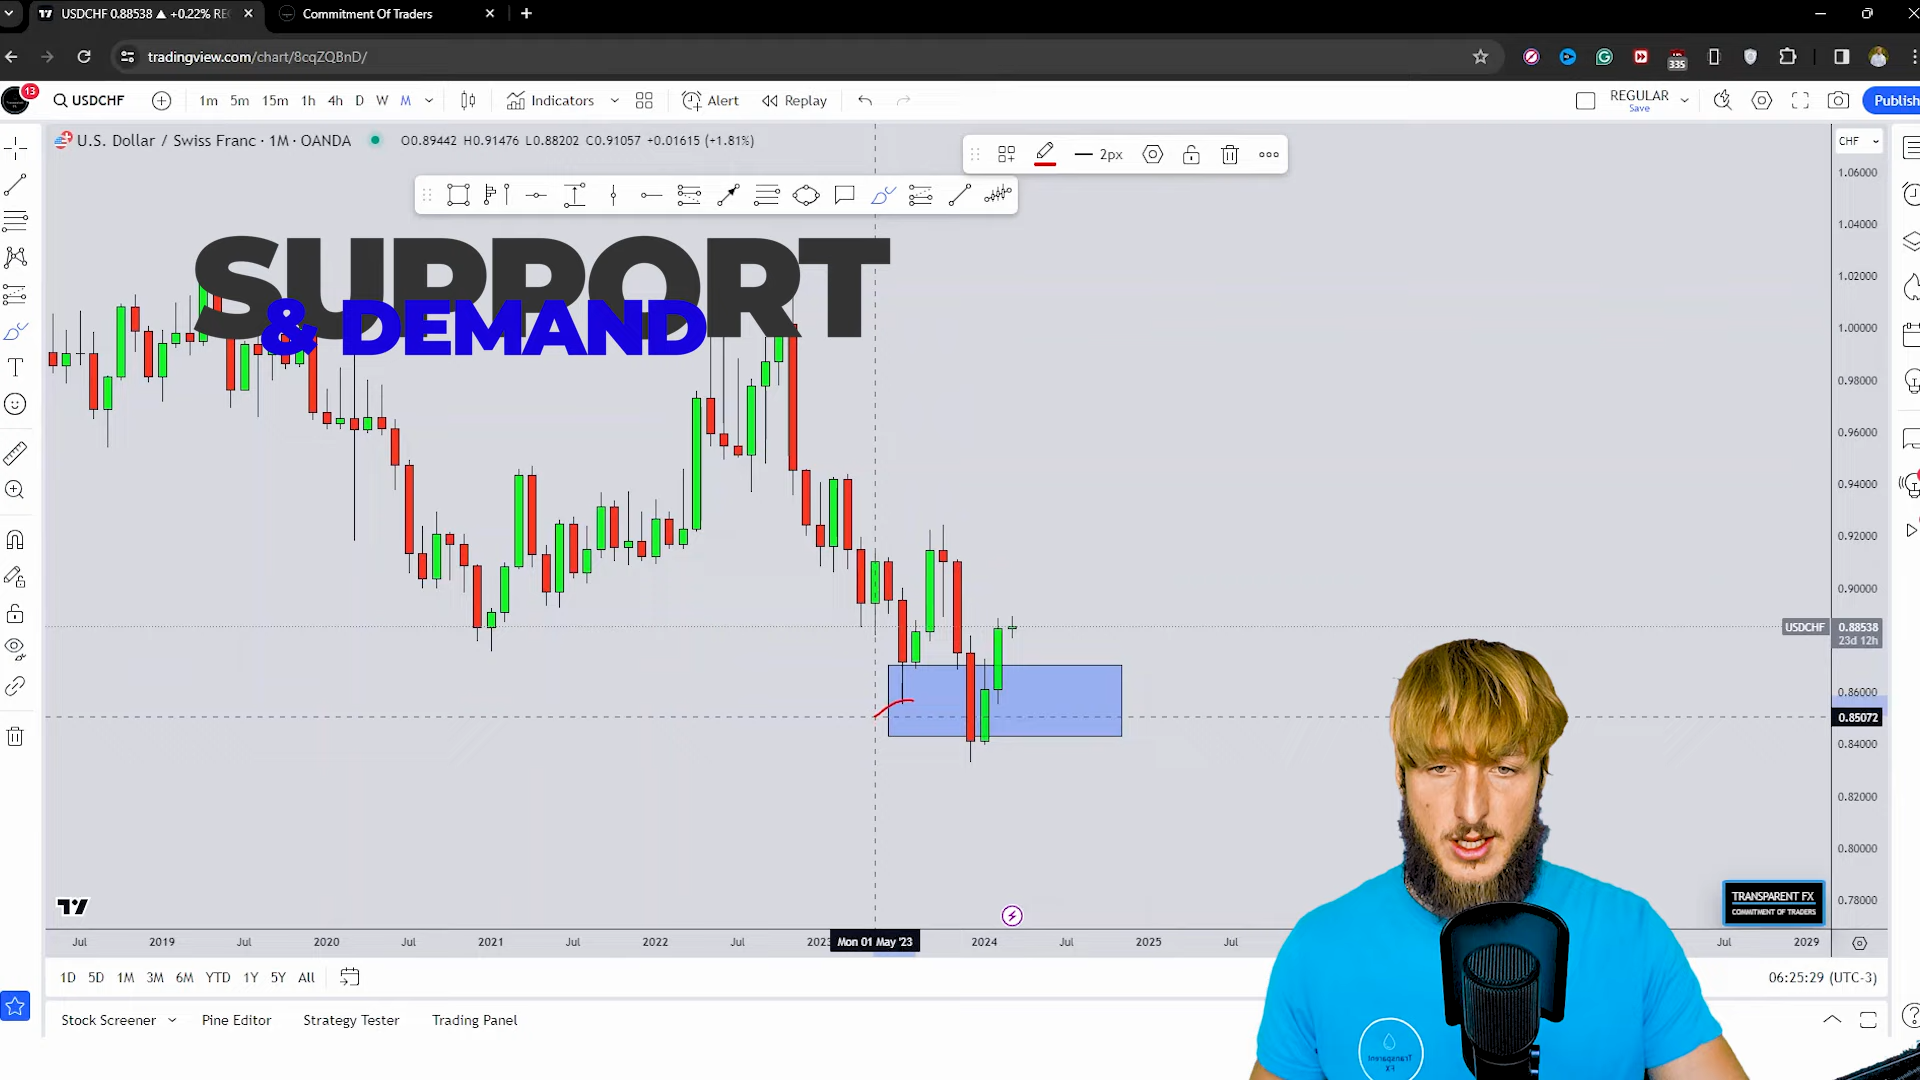 USDCHF 0.88538 ▲ +0.22% RE
Commitment Of Traders
tradingview.com/chart/8cqZQBnD/
335
13
USDCHF
1m 5m 15m 1h 4h D W M
Indicators
Alert
Replay
REGULAR
Save
Publish
U.S. Dollar / Swiss Franc · 1M · OANDA
O0.89442 H0.91476 L0.88202 C0.91057 +0.01615 (+1.81%)
2px
CHF
SUPPORT
& DEMAND
1.06000
1.04000
1.02000
1.00000
0.98000
0.96000
0.94000
0.92000
0.90000
USDCHF 0.88538
23d 12h
0.86000
0.85072
0.84000
0.82000
0.80000
0.78000
TRANSPARENT FX
COMMITMENT OF TRADERS
Jul 2019 Jul 2020 Jul 2021 Jul 2022 Jul 2023 Mon 01 May '23 2024 Jul 2025 Jul Jul 2029
1D 5D 1M 3M 6M YTD 1Y 5Y All
06:25:29 (UTC-3)
Stock Screener Pine Editor Strategy Tester Trading Panel
Transparent
FX